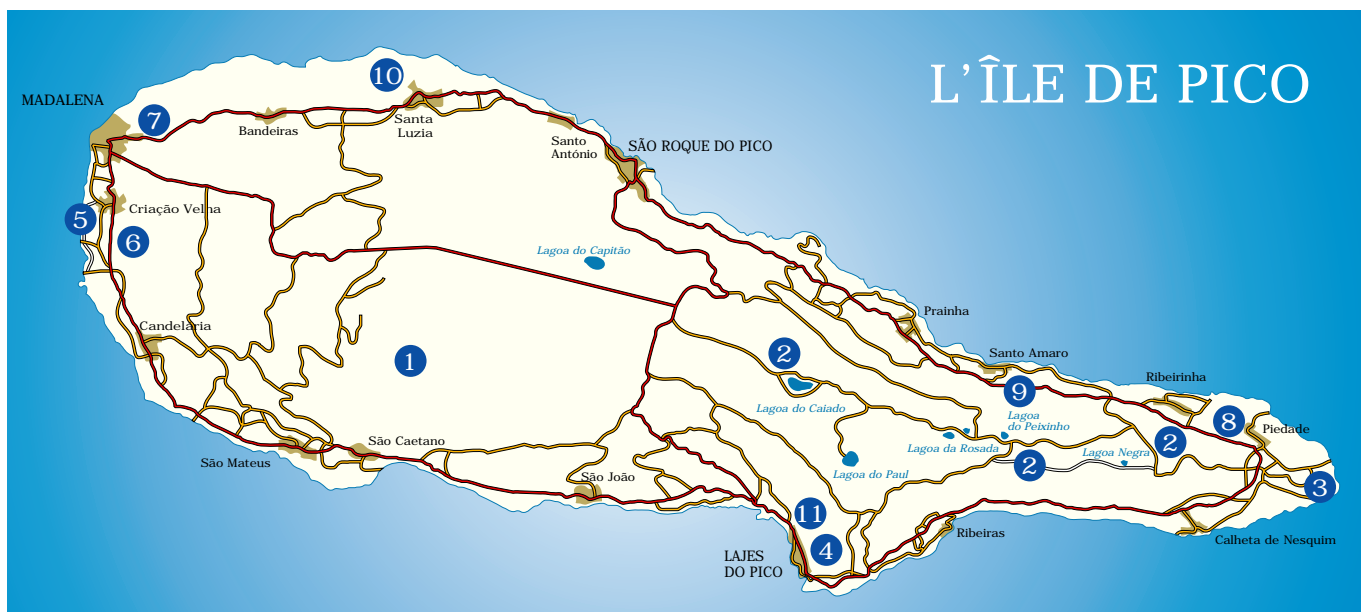 L'ÎLE DE PICO
10
MADALENA
7
Bandeiras
Santa
Luzia
Santo
António
SÃO ROQUE DO PICO
5
Criação Velha
6
Lagoa do Capitão
Candelária
1
2
Prainha
Santo Amaro
9
Ribeirinha
Lagoa do Caiado
Lagoa
do Peixinho
8
Piedade
São Mateus
São Caetano
Lagoa da Rosada
2
Lagoa Negra
2
São João
Lagoa do Paul
3
11
4
Ribeiras
Calheta de Nesquim
LAJES
DO PICO